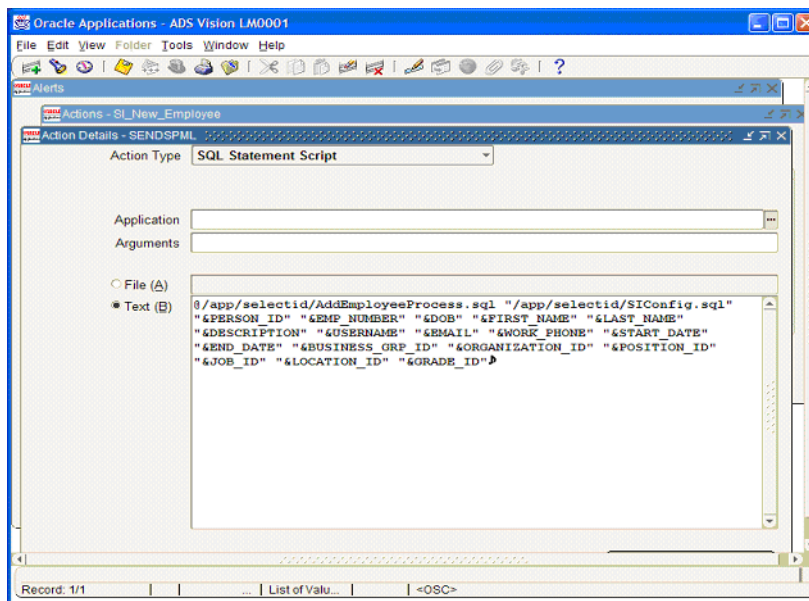 Oracle Applications - ADS Vision LM0001
File Edit View Folder Tools Window Help
Alerts
Actions - SI_New_Employee
Action Details - SENDSPML
Action Type SQL Statement Script
Application
Arguments
File (A)
Text (B) @/app/selectid/AddEmployeeProcess.sql "/app/selectid/SIConfig.sql"
"&PERSON_ID" "&EMP_NUMBER" "&DOB" "&FIRST_NAME" "&LAST_NAME"
"&DESCRIPTION" "&USERNAME" "&EMAIL" "&WORK_PHONE" "&START_DATE"
"&END_DATE" "&BUSINESS_GRP_ID" "&ORGANIZATION_ID" "&POSITION_ID"
"&JOB_ID" "&LOCATION_ID" "&GRADE_ID"
Record: 1/1 ... List of Valu... <OSC>